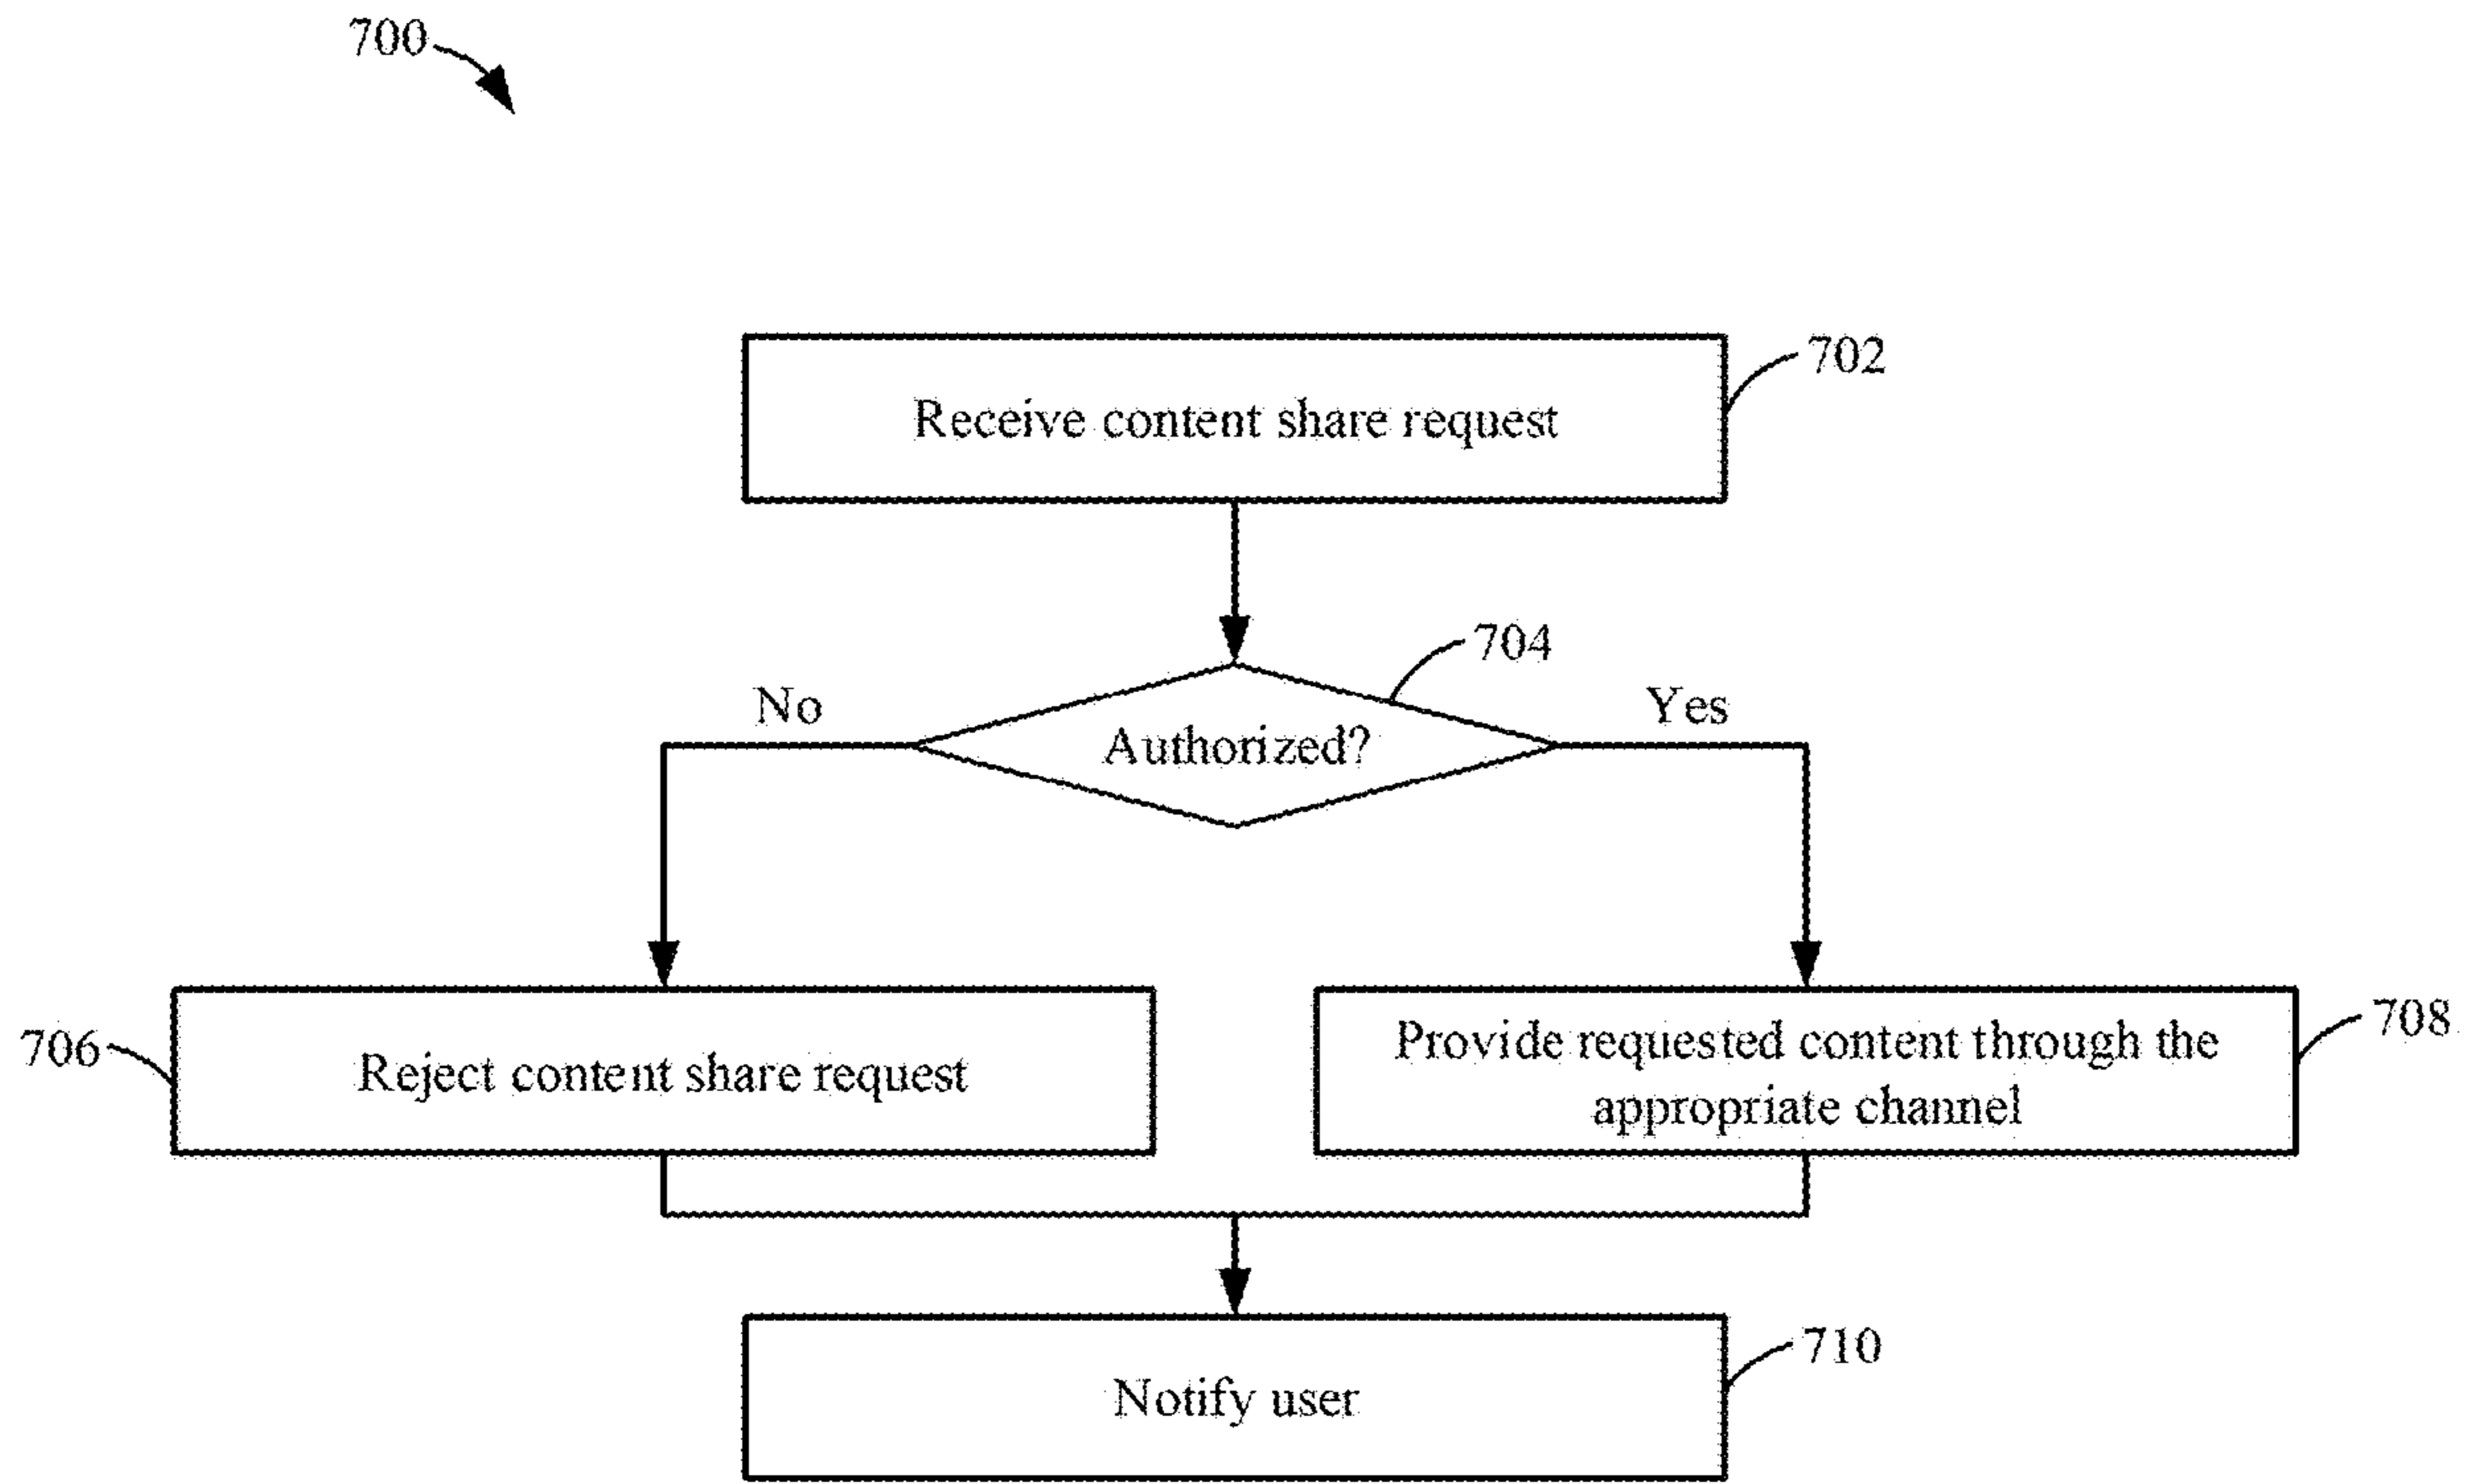 700
702
Receive content share request
704
No
Yes
Authorized?
706
Reject content share request
708
Provide requested content through the
appropriate channel
710
Notify user